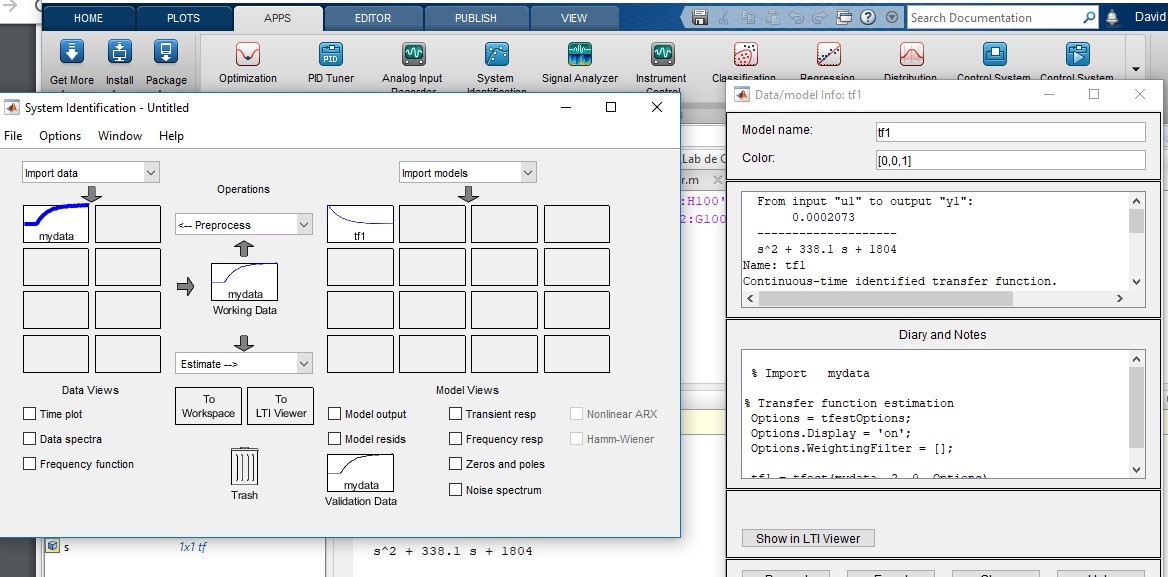 HOME PLOTS APPS EDITOR PUBLISH VIEW
Search Documentation
David
Get More Install Package
Optimization
PID
PID Tuner
Analog Input
Recorder
System
Identification
Signal Analyzer
Instrument
Control
Classification
Regression
Distribution
Control System
Control System
System Identification - Untitled
File Options Window Help
Import data
Operations
Import models
mydata
<-- Preprocess
tf1
mydata
Working Data
Estimate -->
Data Views
To
Workspace
To
LTI Viewer
Model Views
Time plot
Data spectra
Frequency function
Trash
Model output
Model resids
mydata
Validation Data
Transient resp
Frequency resp
Zeros and poles
Noise spectrum
Nonlinear ARX
Hamm-Wiener
Lab de
r.m
:H100'
2:G100
s
1x1 tf
s^2 + 338.1 s + 1804
Data/model Info: tf1
Model name:
tf1
Color:
[0,0,1]
From input "u1" to output "y1":
0.0002073
--------------------
s^2 + 338.1 s + 1804
Name: tf1
Continuous-time identified transfer function.
Diary and Notes
% Import mydata
% Transfer function estimation
Options = tfestOptions;
Options.Display = 'on';
Options.WeightingFilter = [];
tf1 = tfest(mydata, 2, 0, Options)
Show in LTI Viewer